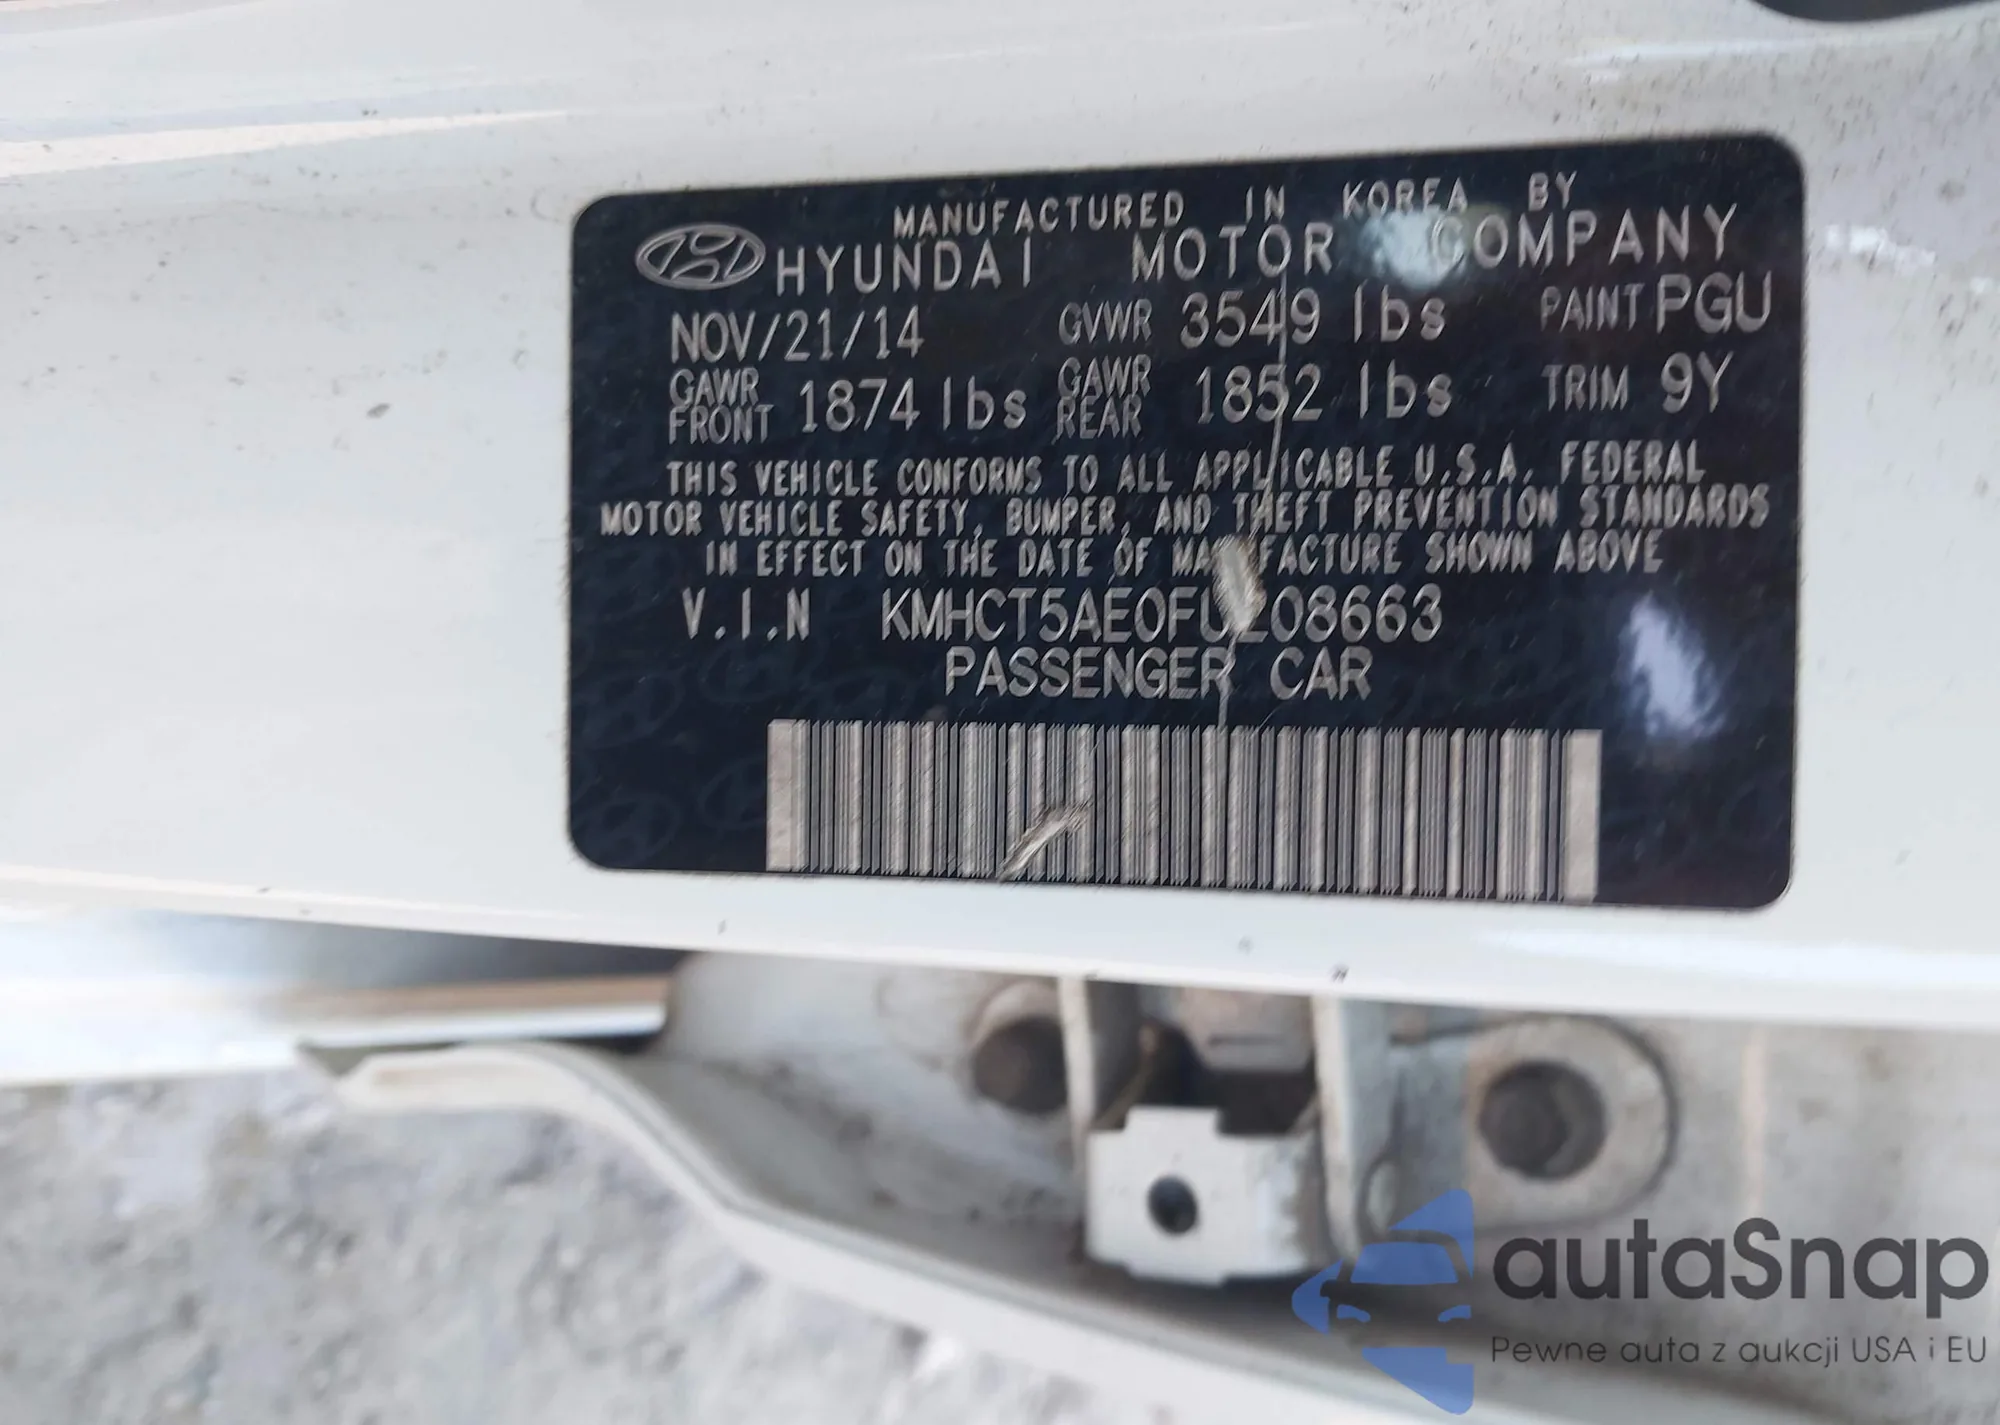 MANUFACTURED IN KOREA BY
HYUNDAI MOTOR COMPANY
NOV/21/14 GVWR 3549 lbs PAINT PGU
GAWR FRONT 1874 lbs GAWR REAR 1852 lbs TRIM 9Y
THIS VEHICLE CONFORMS TO ALL APPLICABLE U.S.A. FEDERAL
MOTOR VEHICLE SAFETY, BUMPER, AND THEFT PREVENTION STANDARDS
IN EFFECT ON THE DATE OF MANUFACTURE SHOWN ABOVE
V.I.N KMHCT5AE0FU208663
PASSENGER CAR
autaSnap
Pewne auta z aukcji USA i EU